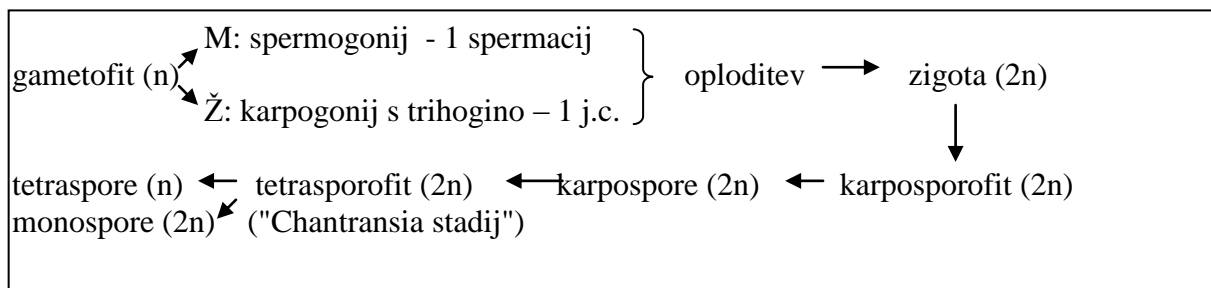 M: spermogonij - 1 spermacij
gametofit (n) oploditev zigota (2n)
Ž: karpogonij s trihogino – 1 j.c.
tetraspore (n) tetrasporofit (2n) karpospore (2n) karposporofit (2n)
monospore (2n) ("Chantransia stadij")